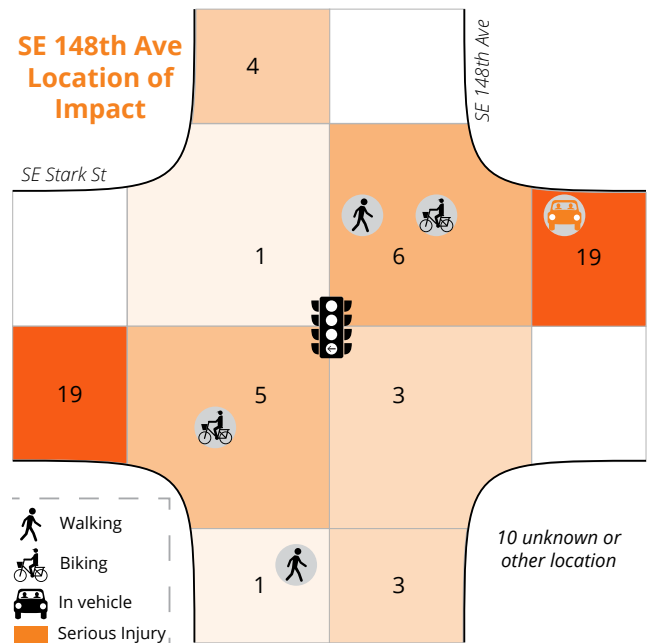 SE 148th Ave
Location of
Impact
SE 148th Ave
4
SE Stark St
1
6
19
19
5
3
Walking
Biking
In vehicle
Serious Injury
1
3
10 unknown or
other location